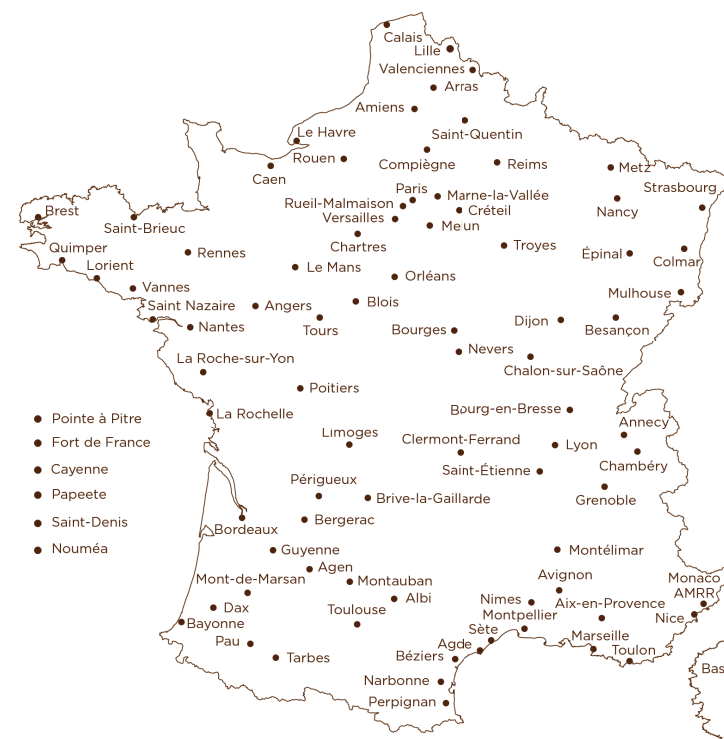 Calais
Lille
Valenciennes
Arras
Amiens
Saint-Quentin
Le Havre
Rouen
Compiègne
Reims
Metz
Caen
Strasbourg
Paris
Marne-la-Vallée
Rueil-Malmaison
Créteil
Nancy
Brest
Versailles
Me un
Saint-Brieuc
Chartres
Troyes
Quimper
Rennes
Épinal
Colmar
Lorient
Le Mans
Orléans
Vannes
Mulhouse
Saint Nazaire
Angers
Blois
Nantes
Tours
Bourges
Dijon
Besançon
Nevers
La Roche-sur-Yon
Chalon-sur-Saône
Poitiers
La Rochelle
Bourg-en-Bresse
Annecy
Limoges
Clermont-Ferrand
Lyon
Chambéry
Saint-Étienne
Périgueux
Brive-la-Gaillarde
Grenoble
Pointe à Pitre
Fort de France
Cayenne
Papeete
Saint-Denis
Nouméa
Bordeaux
Bergerac
Guyenne
Montélimar
Agen
Mont-de-Marsan
Montauban
Avignon
Monaco
AMRR
Dax
Albi
Nimes
Aix-en-Provence
Toulouse
Montpellier
Nice
Bayonne
Sète
Marseille
Pau
Agde
Toulon
Tarbes
Béziers
Bas
Narbonne
Perpignan